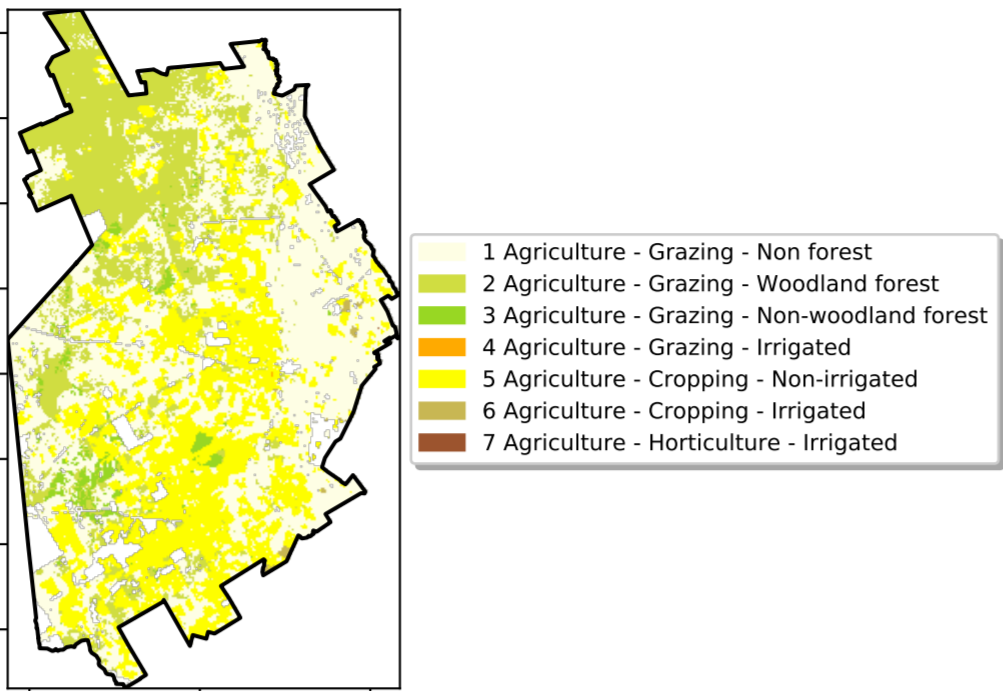 1 Agriculture - Grazing - Non forest
2 Agriculture - Grazing - Woodland forest
3 Agriculture - Grazing - Non-woodland forest
4 Agriculture - Grazing - Irrigated
5 Agriculture - Cropping - Non-irrigated
6 Agriculture - Cropping - Irrigated
7 Agriculture - Horticulture - Irrigated